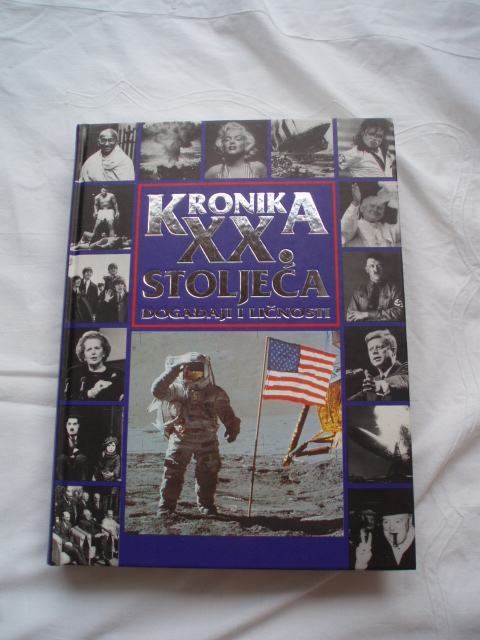 KRONIKA
XX.
STOLJEĆA
DOGAĐAJI I LIČNOSTI